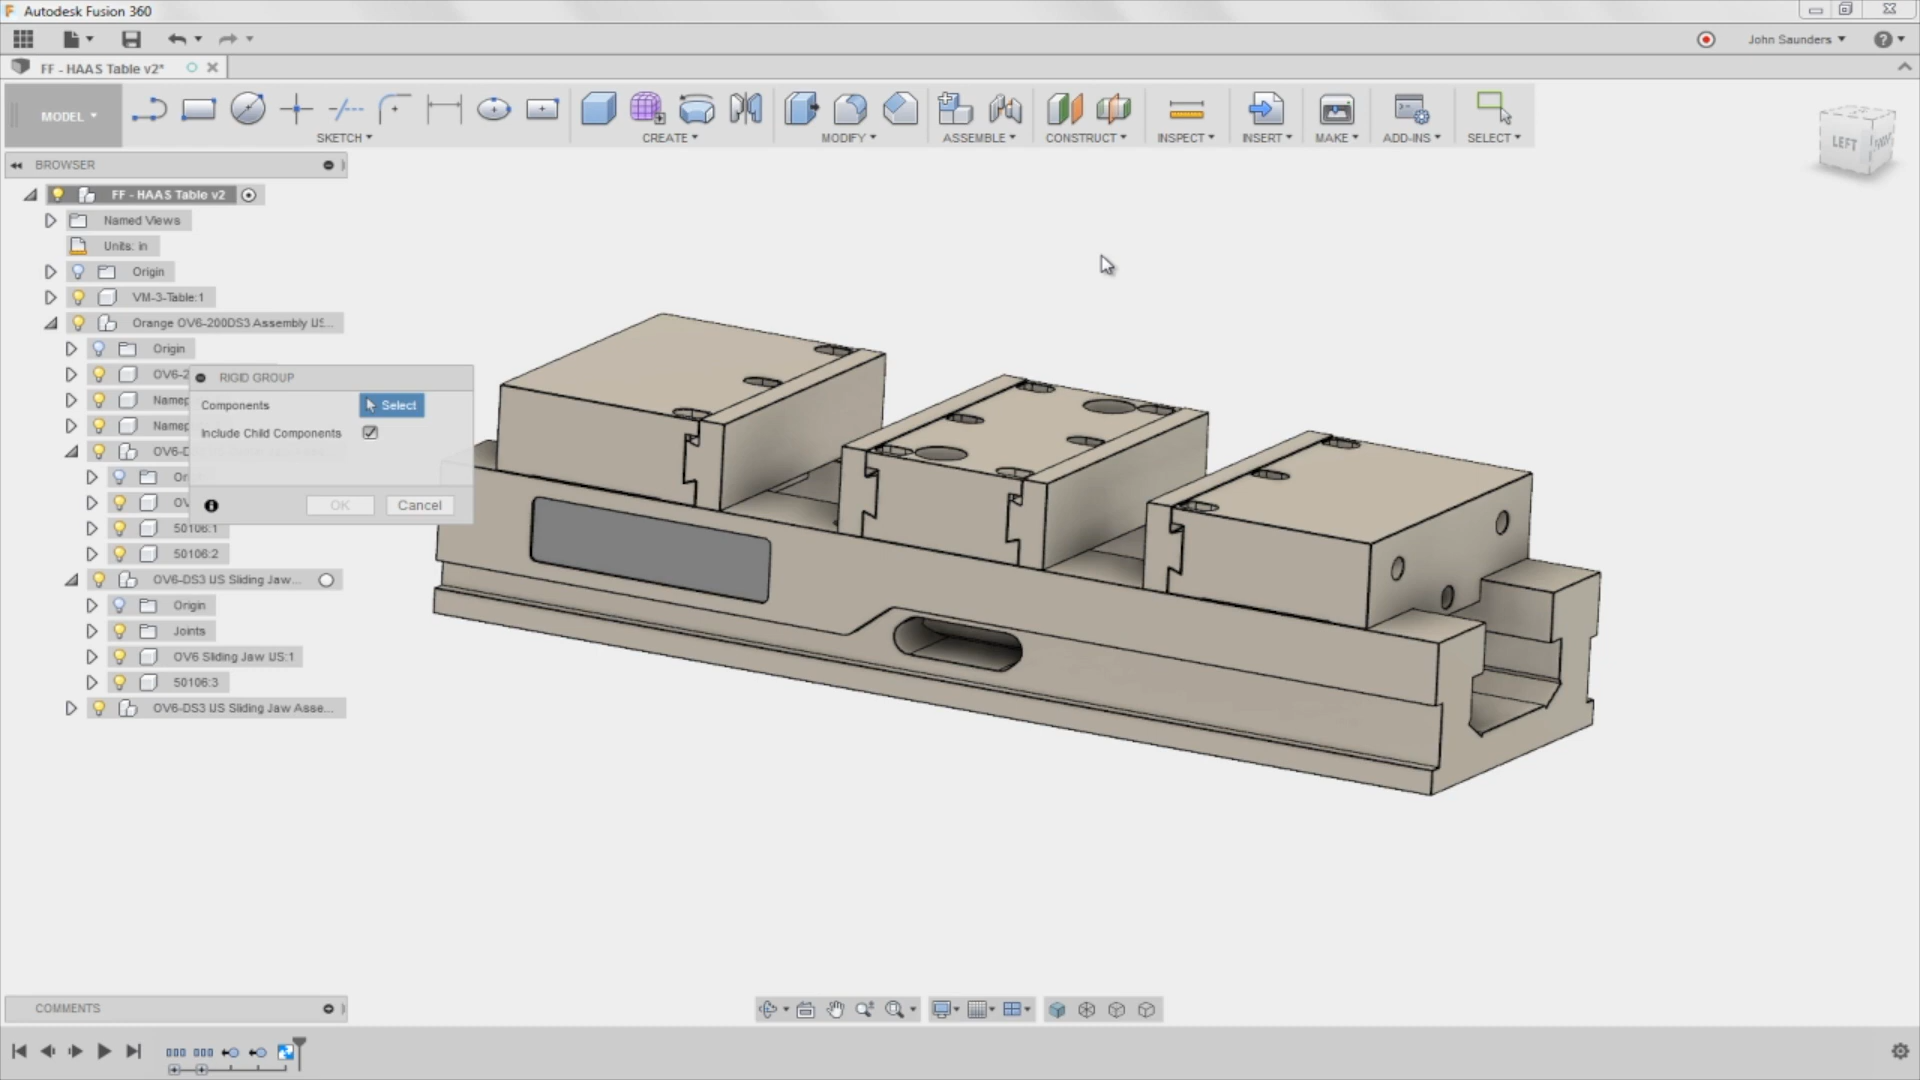 Autodesk Fusion 360
John Saunders
FF - HAAS Table v2*
MODEL
SKETCH
CREATE
MODIFY
ASSEMBLE
CONSTRUCT
INSPECT
INSERT
MAKE
ADD-INS
SELECT
LEFT
BROWSER
FF - HAAS Table v2
Named Views
Units: in
Origin
VM-3-Table:1
Orange OV6-200DS3 Assembly US...
Origin
OV6-2
Namep
Namep
OV6-D
Ori
OV
50106:1
50106:2
OV6-DS3 US Sliding Jaw...
Origin
Joints
OV6 Sliding Jaw US:1
50106:3
OV6-DS3 US Sliding Jaw Asse...
RIGID GROUP
Components
Select
Include Child Components
OK
Cancel
COMMENTS